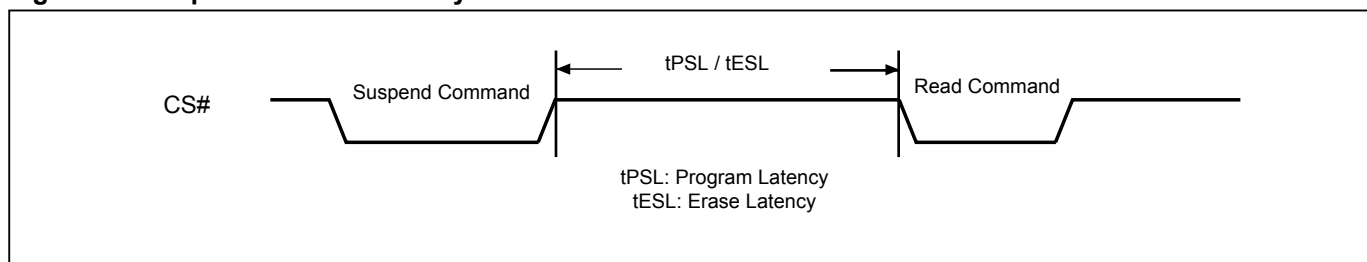 tPSL / tESL
Suspend Command
Read Command
CS#
tPSL: Program Latency
tESL: Erase Latency